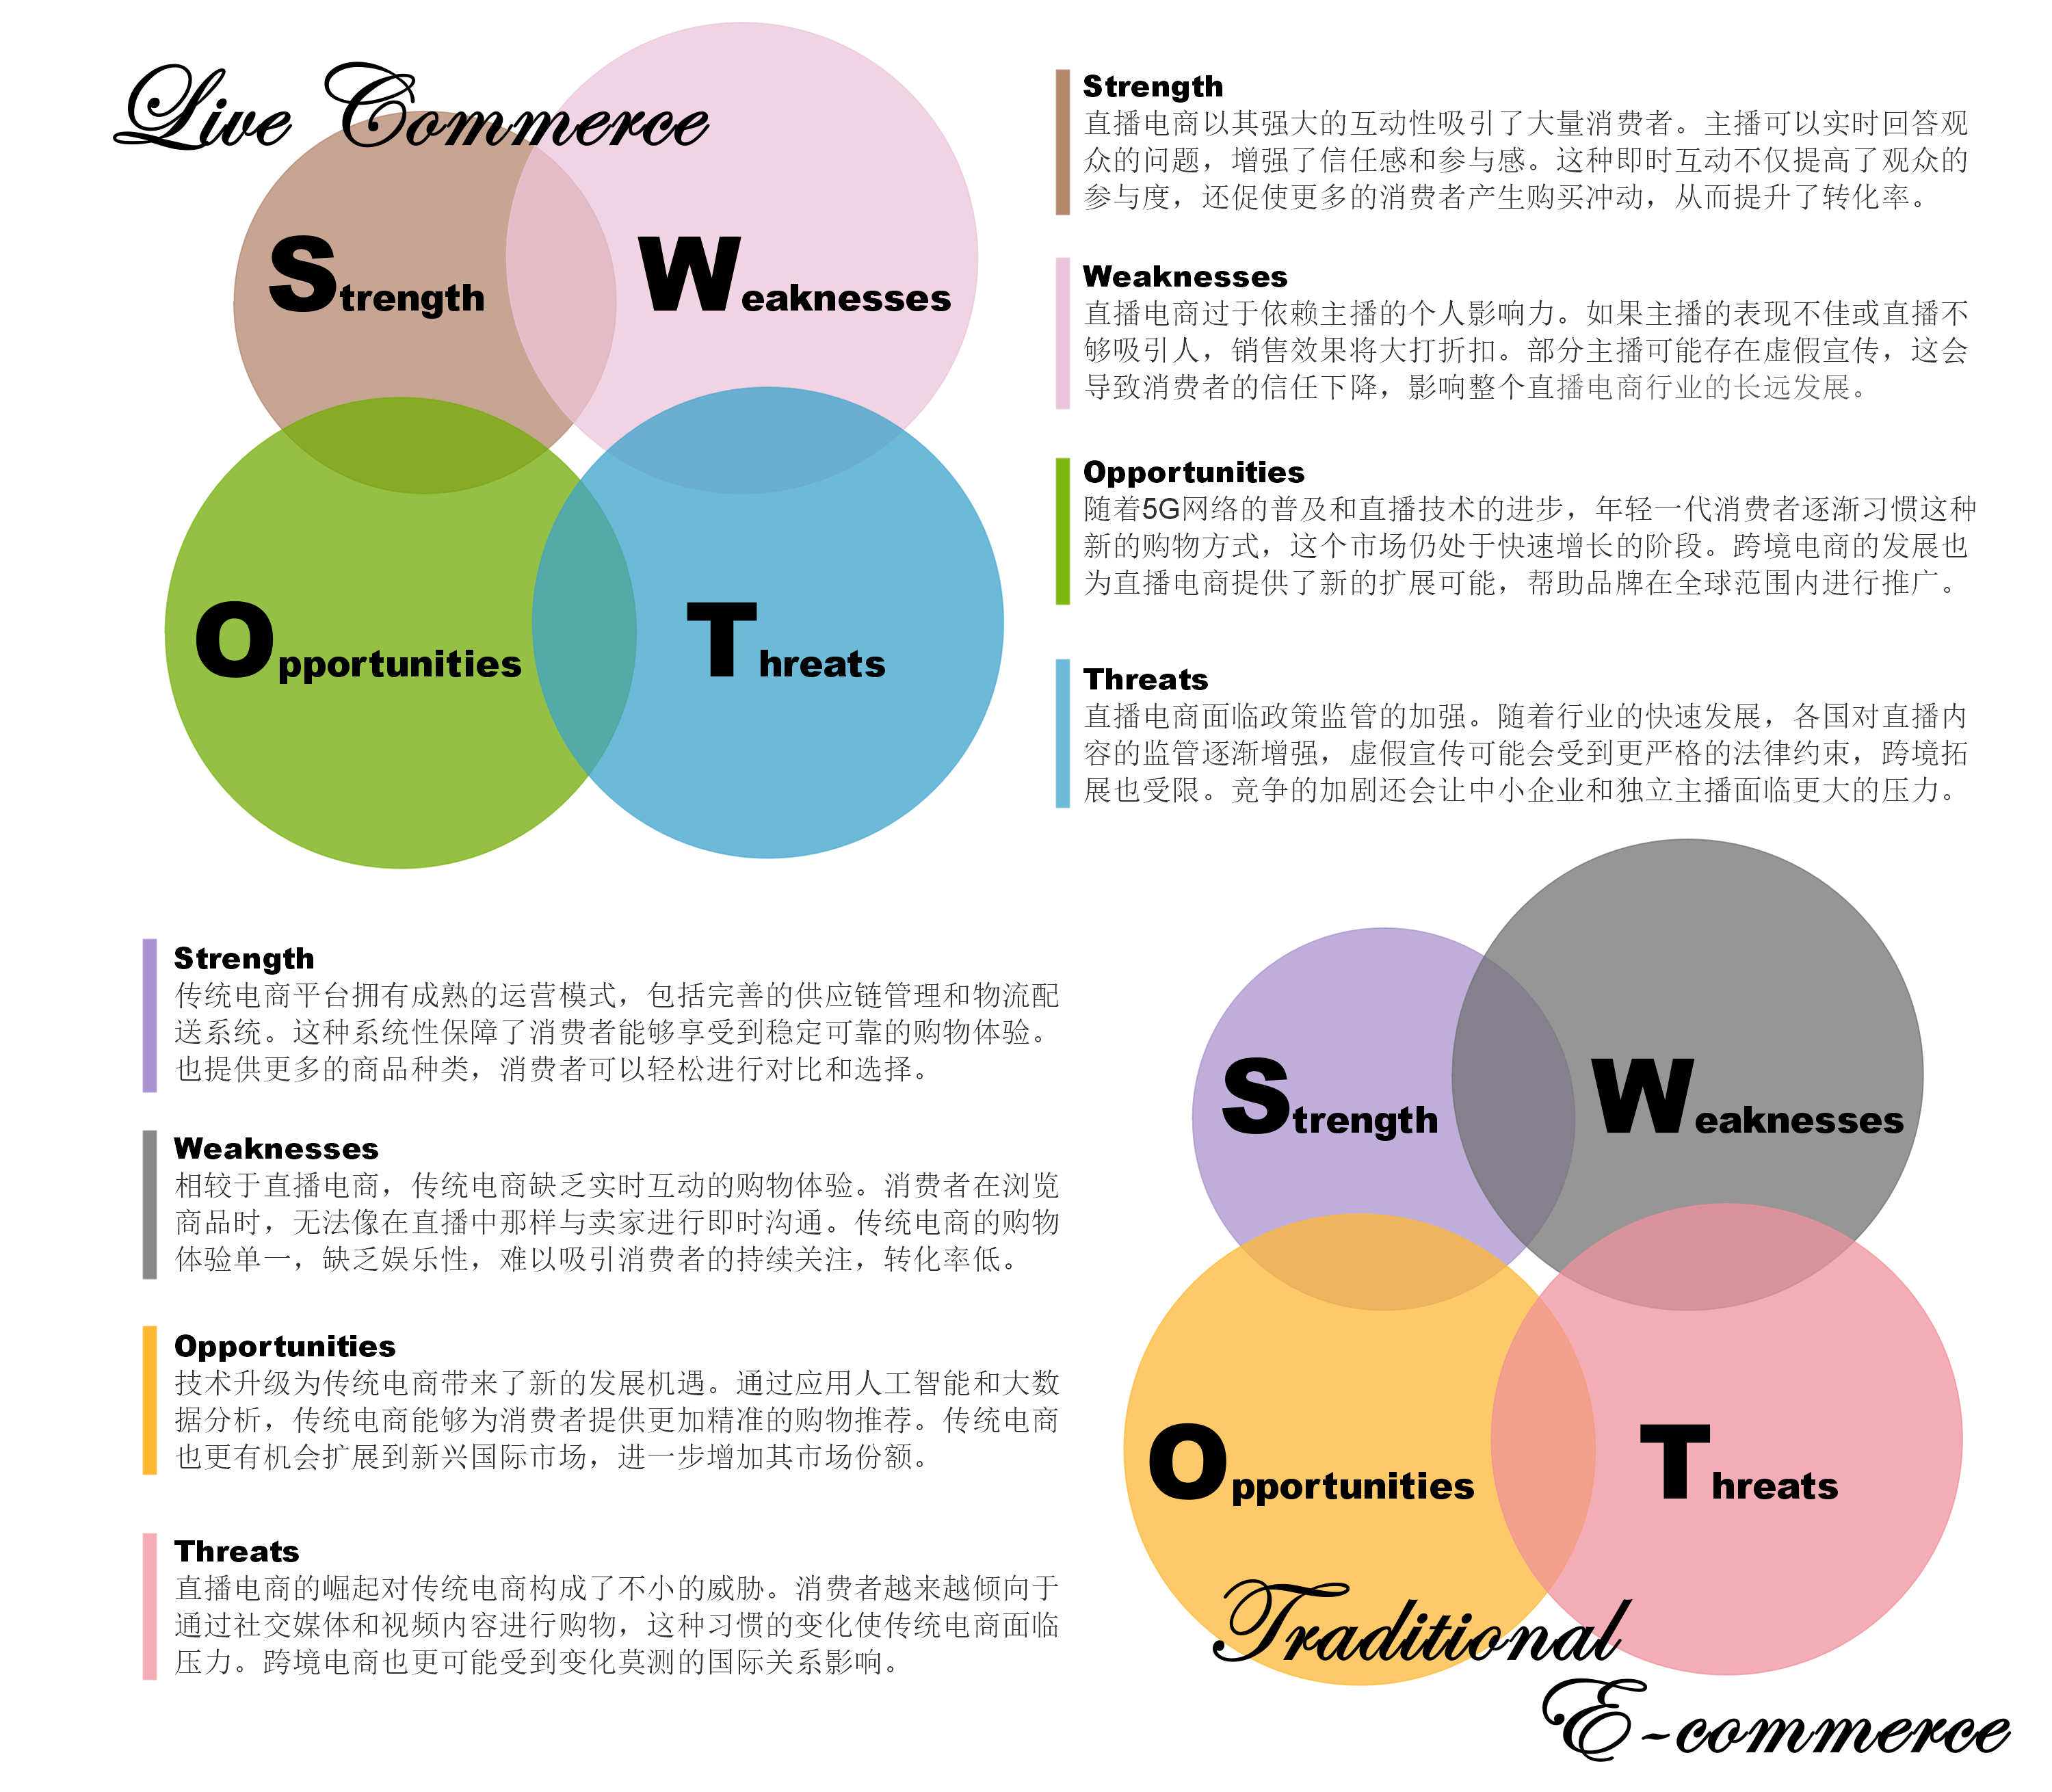 Live Commerce
Strength
Weaknesses
Opportunities
Threats
Strength
直播电商以其强大的互动性吸引了大量消费者。主播可以实时回答观
众的问题，增强了信任感和参与感。这种即时互动不仅提高了观众的
参与度，还促使更多的消费者产生购买冲动，从而提升了转化率。
Weaknesses
直播电商过于依赖主播的个人影响力。如果主播的表现不佳或直播不
够吸引人，销售效果将大打折扣。部分主播可能存在虚假宣传，这会
导致消费者的信任下降，影响整个直播电商行业的长远发展。
Opportunities
随着5G网络的普及和直播技术的进步，年轻一代消费者逐渐习惯这种
新的购物方式，这个市场仍处于快速增长的阶段。跨境电商的发展也
为直播电商提供了新的扩展可能，帮助品牌在全球范围内进行推广。
Threats
直播电商面临政策监管的加强。随着行业的快速发展，各国对直播内
容的监管逐渐增强，虚假宣传可能会受到更严格的法律约束，跨境拓
展也受限。竞争的加剧还会让中小企业和独立主播面临更大的压力。
Strength
传统电商平台拥有成熟的运营模式，包括完善的供应链管理和物流配
送系统。这种系统性保障了消费者能够享受到稳定可靠的购物体验。
也提供更多的商品种类，消费者可以轻松进行对比和选择。
Weaknesses
相较于直播电商，传统电商缺乏实时互动的购物体验。消费者在浏览
商品时，无法像在直播中那样与卖家进行即时沟通。传统电商的购物
体验单一，缺乏娱乐性，难以吸引消费者的持续关注，转化率低。
Opportunities
技术升级为传统电商带来了新的发展机遇。通过应用人工智能和大数
据分析，传统电商能够为消费者提供更加精准的购物推荐。传统电商
也更有机会扩展到新兴国际市场，进一步增加其市场份额。
Threats
直播电商的崛起对传统电商构成了不小的威胁。消费者越来越倾向于
通过社交媒体和视频内容进行购物，这种习惯的变化使传统电商面临
压力。跨境电商也更可能受到变化莫测的国际关系影响。
Strength
Weaknesses
Opportunities
Threats
Traditional
E-commerce